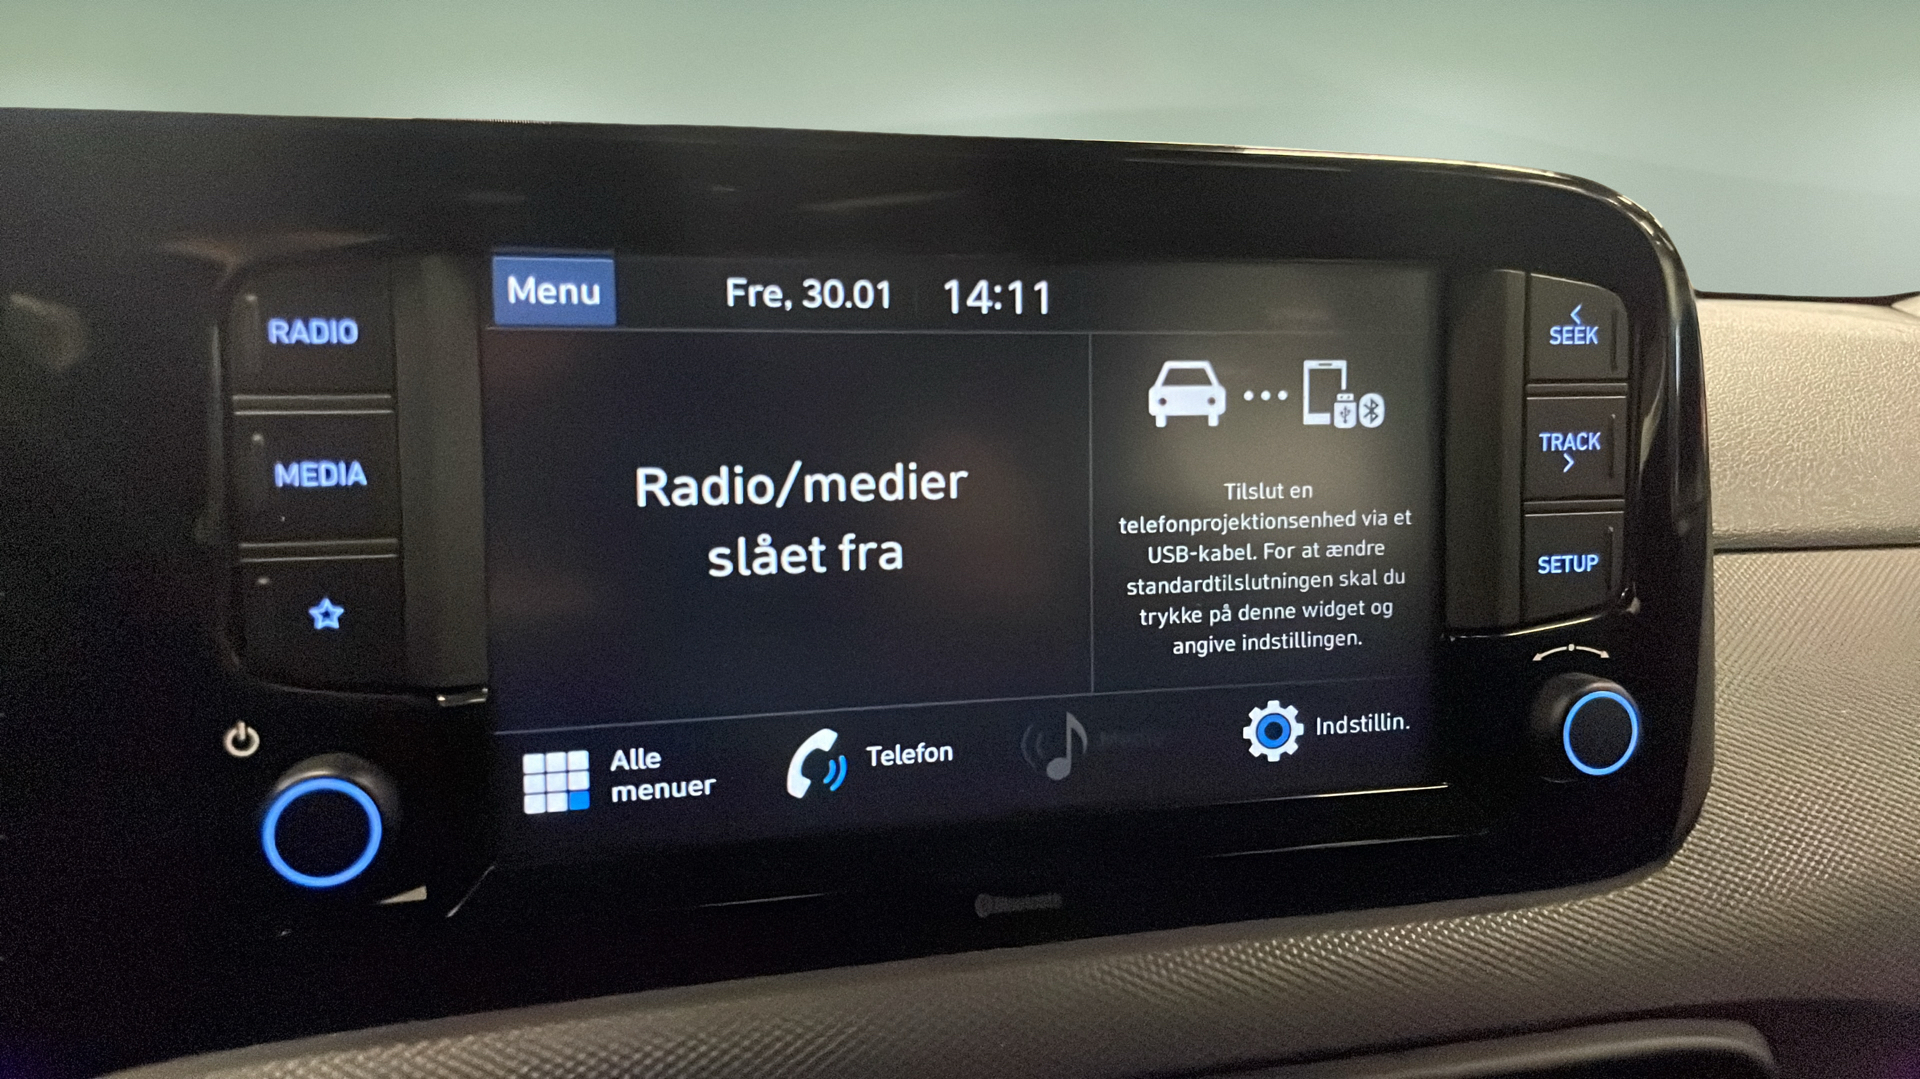 RADIO
MEDIA
Menu
Fre, 30.01
14:11
Radio/medier
slået fra
Tilslut en
telefonprojektionsenhed via et
USB-kabel. For at ændre
standardtilslutningen skal du
trykke på denne widget og
angive indstillingen.
Alle
menuer
Telefon
Indstillin.
SEEK
TRACK
SETUP
Bluetooth